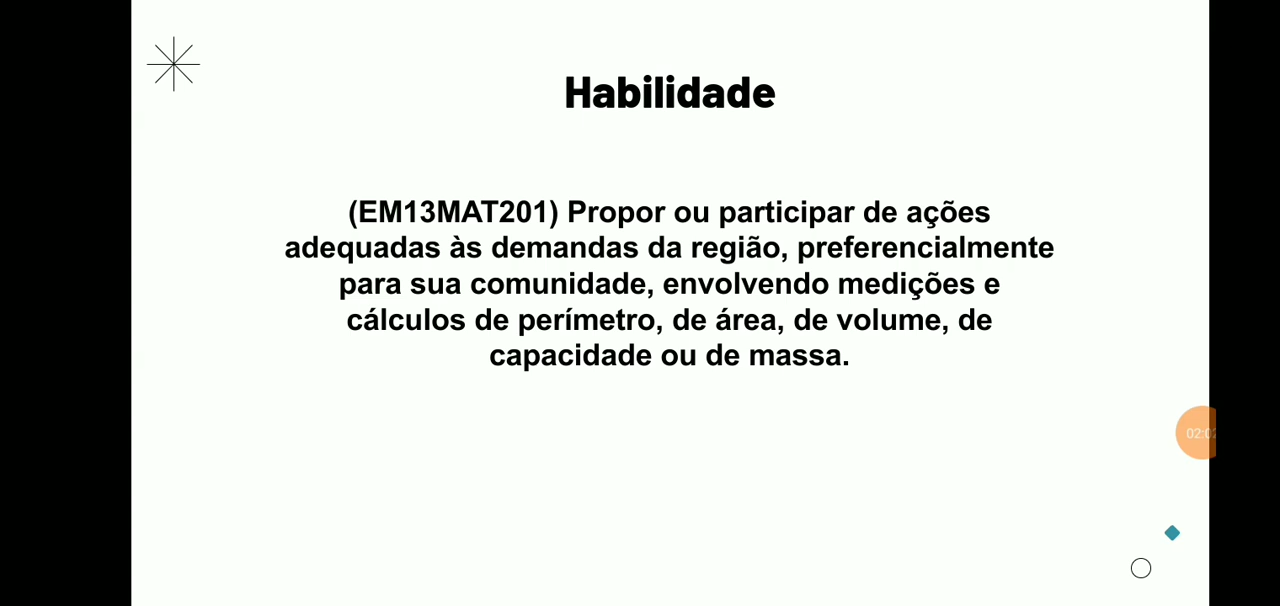 Habilidade
(EM13MAT201) Propor ou participar de ações
adequadas às demandas da região, preferencialmente
para sua comunidade, envolvendo medições e
cálculos de perímetro, de área, de volume, de
capacidade ou de massa.